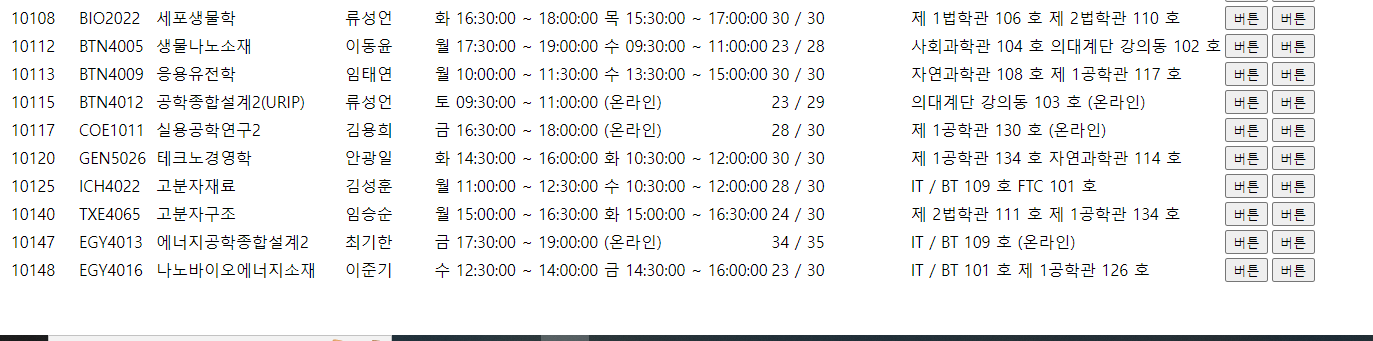 10108 BIO2022 세포생물학 류성언 화 16:30:00 ~ 18:00:00 목 15:30:00 ~ 17:00:00 30 / 30 제 1법학관 106 호 제 2법학관 110 호 버튼 버튼
10112 BTN4005 생물나노소재 이동윤 월 17:30:00 ~ 19:00:00 수 09:30:00 ~ 11:00:00 23 / 28 사회과학관 104 호 의대계단 강의동 102 호 버튼 버튼
10113 BTN4009 응용유전학 임태연 월 10:00:00 ~ 11:30:00 수 13:30:00 ~ 15:00:00 30 / 30 자연과학관 108 호 제 1공학관 117 호 버튼 버튼
10115 BTN4012 공학종합설계2(URIP) 류성언 토 09:30:00 ~ 11:00:00 (온라인) 23 / 29 의대계단 강의동 103 호 (온라인) 버튼 버튼
10117 COE1011 실용공학연구2 김용희 금 16:30:00 ~ 18:00:00 (온라인) 28 / 30 제 1공학관 130 호 (온라인) 버튼 버튼
10120 GEN5026 테크노경영학 안광일 화 14:30:00 ~ 16:00:00 화 10:30:00 ~ 12:00:00 30 / 30 제 1공학관 134 호 자연과학관 114 호 버튼 버튼
10125 ICH4022 고분자재료 김성훈 월 11:00:00 ~ 12:30:00 수 10:30:00 ~ 12:00:00 28 / 30 IT / BT 109 호 FTC 101 호 버튼 버튼
10140 TXE4065 고분자구조 임승순 월 15:00:00 ~ 16:30:00 화 15:00:00 ~ 16:30:00 24 / 30 제 2법학관 111 호 제 1공학관 134 호 버튼 버튼
10147 EGY4013 에너지공학종합설계2 최기한 금 17:30:00 ~ 19:00:00 (온라인) 34 / 35 IT / BT 109 호 (온라인) 버튼 버튼
10148 EGY4016 나노바이오에너지소재 이준기 수 12:30:00 ~ 14:00:00 금 14:30:00 ~ 16:00:00 23 / 30 IT / BT 101 호 제 1공학관 126 호 버튼 버튼